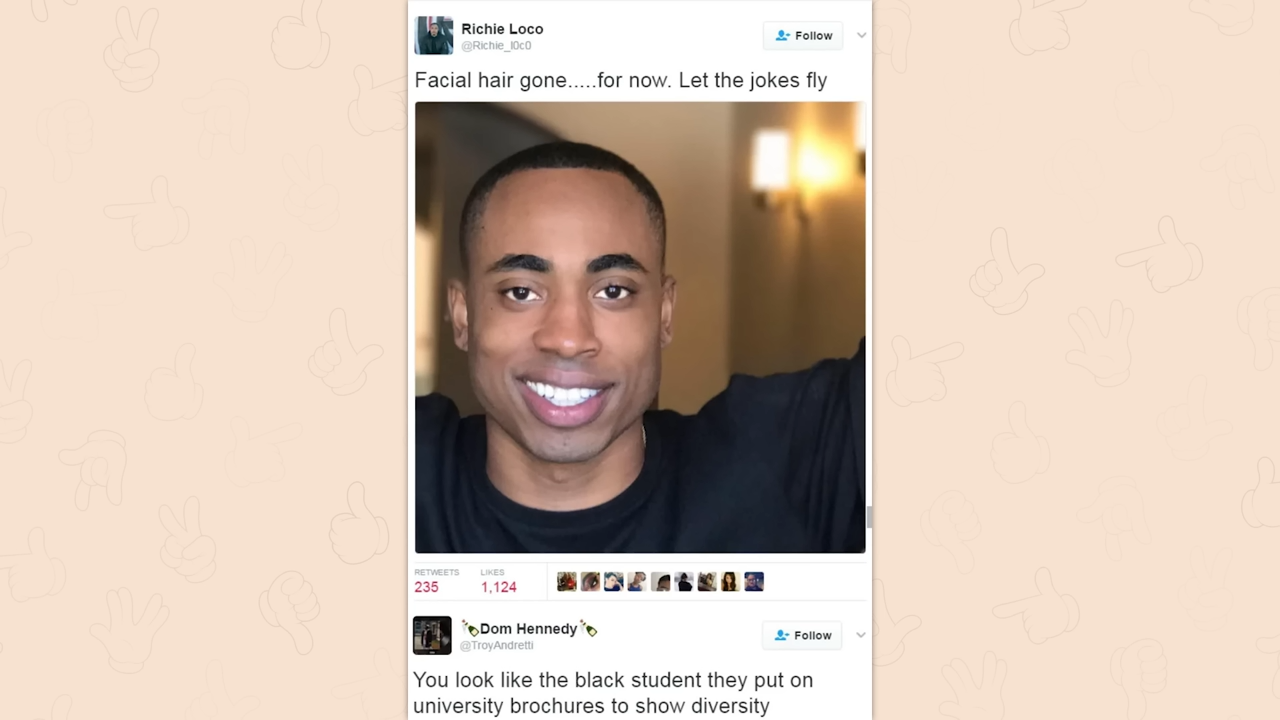 Richie Loco
@Richie_l0c0
Follow
Facial hair gone.....for now. Let the jokes fly
RETWEETS
LIKES
235
1,124
🍾Dom Hennedy🍾
@TroyAndretti
Follow
You look like the black student they put on
university brochures to show diversity